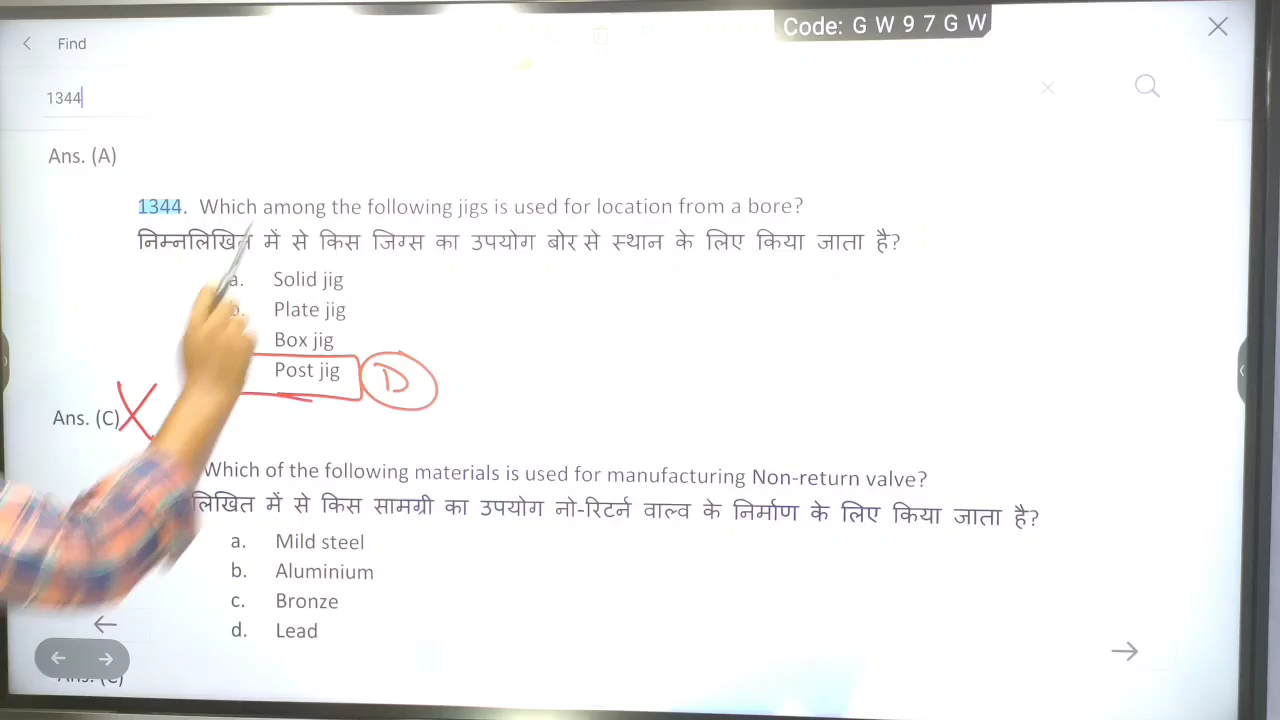 Code: G W 9 7 G W
Find
1344
Ans. (A)
1344. Which among the following jigs is used for location from a bore?
निम्नलिखित में से किस जिग्स का उपयोग बोर से स्थान के लिए किया जाता है?
a. Solid jig
b. Plate jig
Box jig
Post jig D
Ans. (C)
Which of the following materials is used for manufacturing Non-return valve?
लिखित में से किस सामग्री का उपयोग नो-रिटर्न वाल्व के निर्माण के लिए किया जाता है?
a. Mild steel
b. Aluminium
c. Bronze
d. Lead